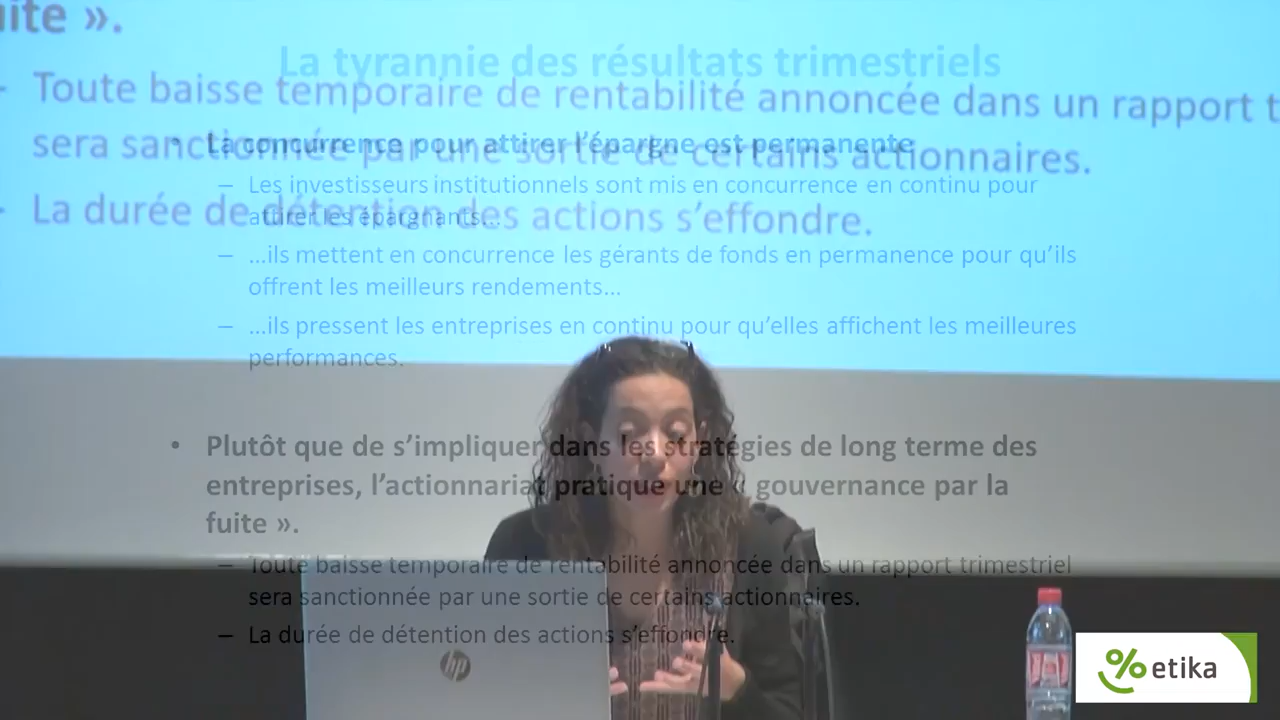 uite ».
- Toute baisse temporaire de rentabilité annoncée dans un rapport t
sera sanctionnée par une sortie de certains actionnaires.
- La durée de détention des actions s’effondre.
La tyrannie des résultats trimestriels
• La concurrence pour attirer l’épargne est permanente
– Les investisseurs institutionnels sont mis en concurrence en continu pour
attirer les épargnants...
– ...ils mettent en concurrence les gérants de fonds en permanence pour qu’ils
offrent les meilleurs rendements...
– ...ils pressent les entreprises en continu pour qu’elles affichent les meilleures
performances.
• Plutôt que de s’impliquer dans les stratégies de long terme des
entreprises, l’actionnariat pratique une « gouvernance par la
fuite ».
– Toute baisse temporaire de rentabilité annoncée dans un rapport trimestriel
sera sanctionnée par une sortie de certains actionnaires.
– La durée de détention des actions s’effondre.
hp
% etika